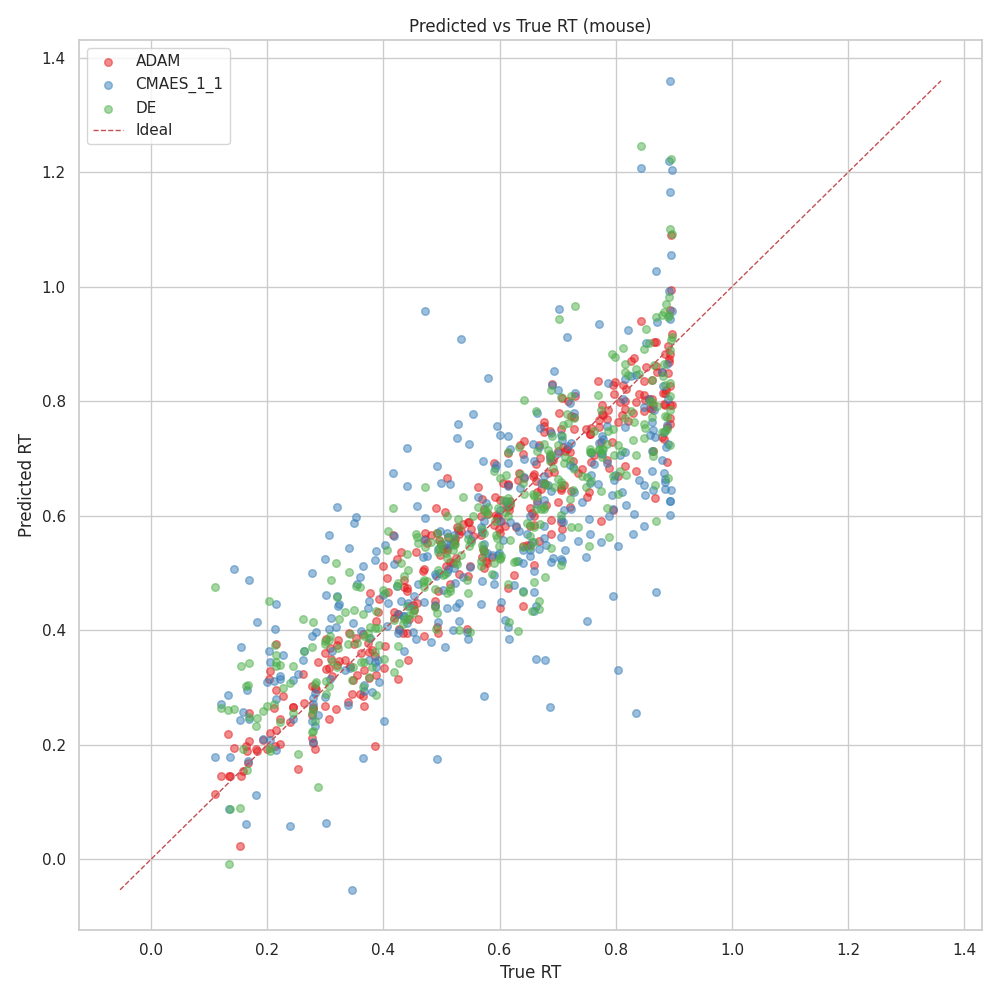 Predicted vs True RT (mouse)
ADAM
CMAES_1_1
DE
Ideal
1.4
1.2
1.0
0.8
0.6
0.4
0.2
0.0
Predicted RT
0.0 0.2 0.4 0.6 0.8 1.0 1.2 1.4
True RT